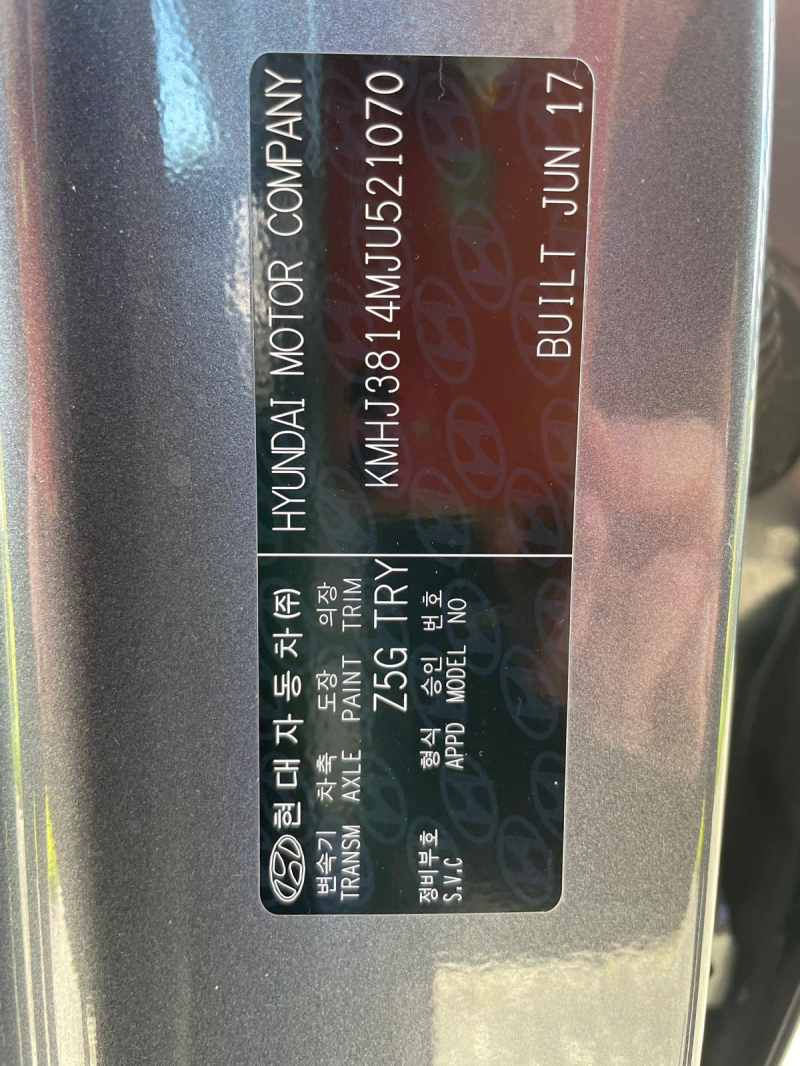 현대자동차(주)
변속기 차축 도장 의장
TRANSM AXLE PAINT TRIM
Z5G TRY
정비부호 형식 승인 번호
S.V.C APPD MODEL NO
HYUNDAI MOTOR COMPANY
KMHJ3814MJU521070
BUILT JUN 17